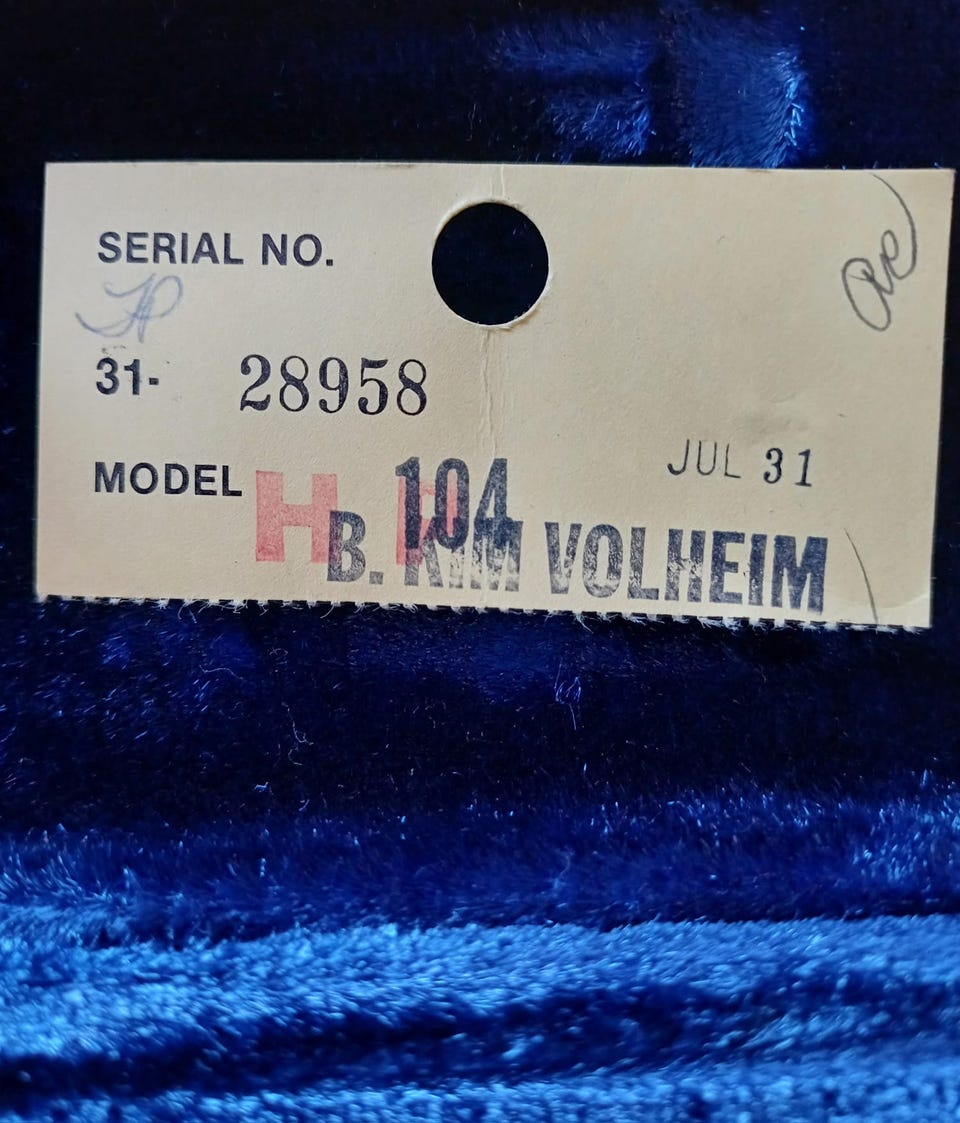 SERIAL NO.
31- 28958
JUL 31
MODEL H H 104
B. KIM VOLHEIM